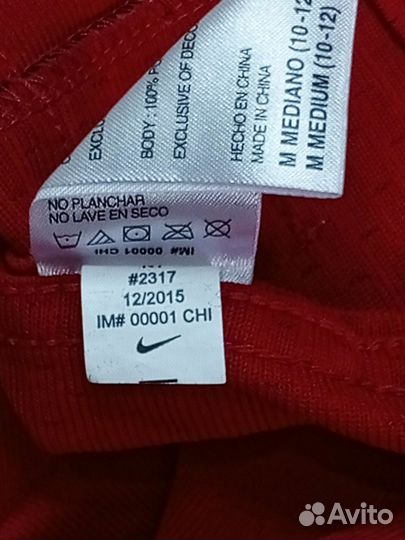 EXCLUSIVE OF DECO
BODY: 100% PO
EXCLUSIVE OF DECO
HECHO EN CHINA
MADE IN CHINA
M MEDIANO (10-12
M MEDIUM (10-12)
NO PLANCHAR
NO LAVE EN SECO
IM# 00001 CHI
#2317
12/2015
IM# 00001 CHI
Avito